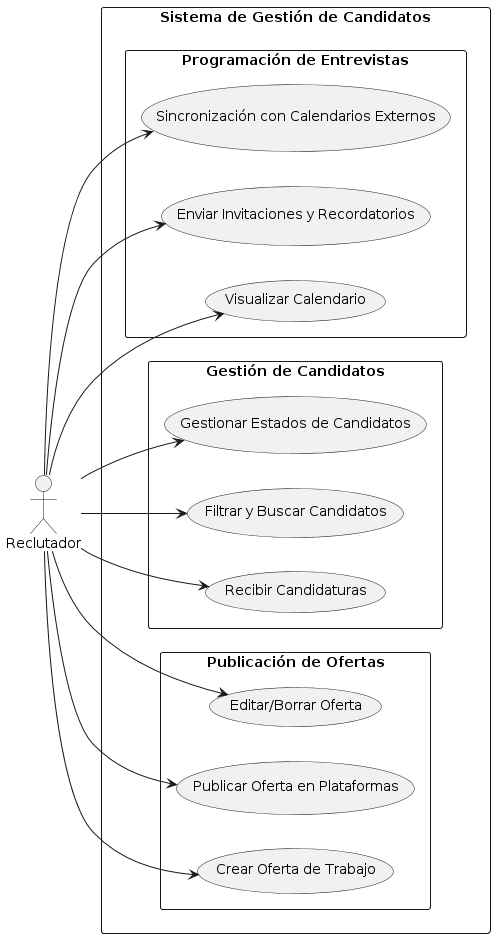 Sistema de Gestión de Candidatos
Programación de Entrevistas
Sincronización con Calendarios Externos
Enviar Invitaciones y Recordatorios
Visualizar Calendario
Gestión de Candidatos
Gestionar Estados de Candidatos
Filtrar y Buscar Candidatos
Reclutador
Recibir Candidaturas
Publicación de Ofertas
Editar/Borrar Oferta
Publicar Oferta en Plataformas
Crear Oferta de Trabajo